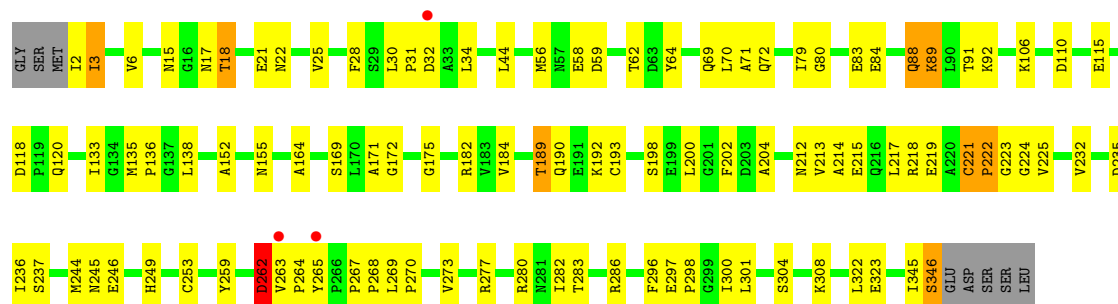 GLY SER MET I2 I3 V6 N15 G16 N17 T18 E21 N22 V25 F28 S29 L30 P31 D32 A33 L34 L44 M56 N57 E58 D59 T62 D63 Y64 Q69 L70 A71 Q72 I79 G80 E83 E84 Q88 K89 L90 T91 K92 K106 D110 E115
D118 P119 Q120 I133 G134 M135 P136 G137 L138 A152 N155 A164 S169 L170 A171 G172 G175 R182 V183 V184 T189 Q190 E191 K192 C193 S198 E199 L200 G201 F202 D203 A204 N212 V213 A214 E215 Q216 L217 R218 E219 A220 C221 P222 G223 G224 V225 V232 D235
I236 S237 M244 N245 E246 H249 C253 Y259 D262 V263 P264 Y265 P266 P267 P268 L269 P270 V273 R277 R280 N281 I282 T283 R286 F296 E297 P298 G299 I300 L301 S304 K308 L322 E323 I345 S346 GLU ASP SER SER LEU